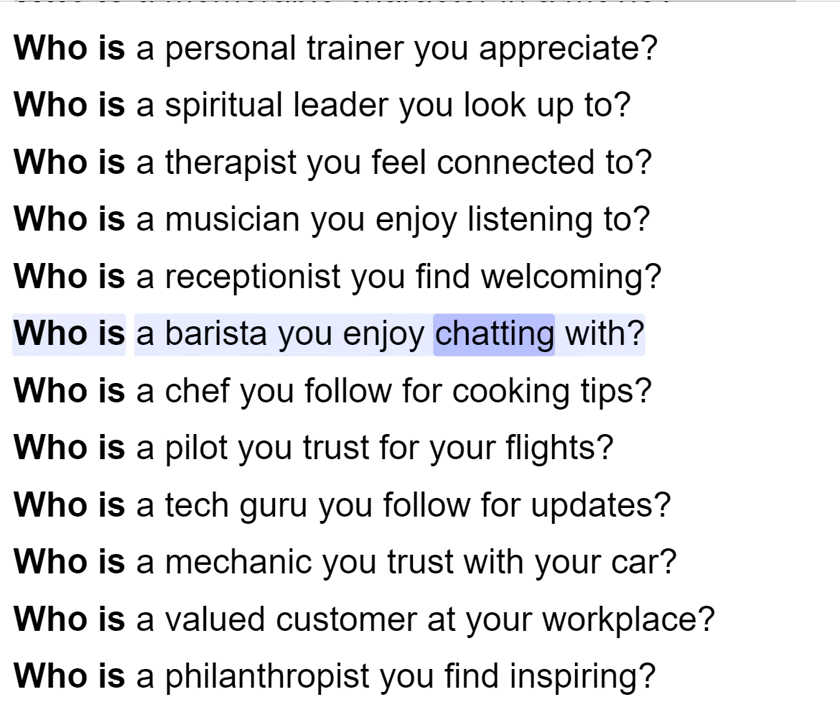 Who is a personal trainer you appreciate?
Who is a spiritual leader you look up to?
Who is a therapist you feel connected to?
Who is a musician you enjoy listening to?
Who is a receptionist you find welcoming?
Who is a barista you enjoy chatting with?
Who is a chef you follow for cooking tips?
Who is a pilot you trust for your flights?
Who is a tech guru you follow for updates?
Who is a mechanic you trust with your car?
Who is a valued customer at your workplace?
Who is a philanthropist you find inspiring?